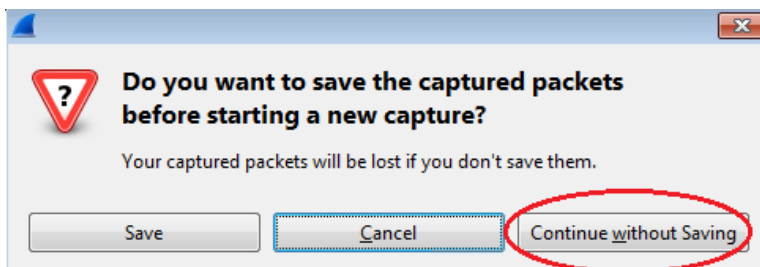 ?
Do you want to save the captured packets
before starting a new capture?
Your captured packets will be lost if you don't save them.
Save
Cancel
Continue without Saving